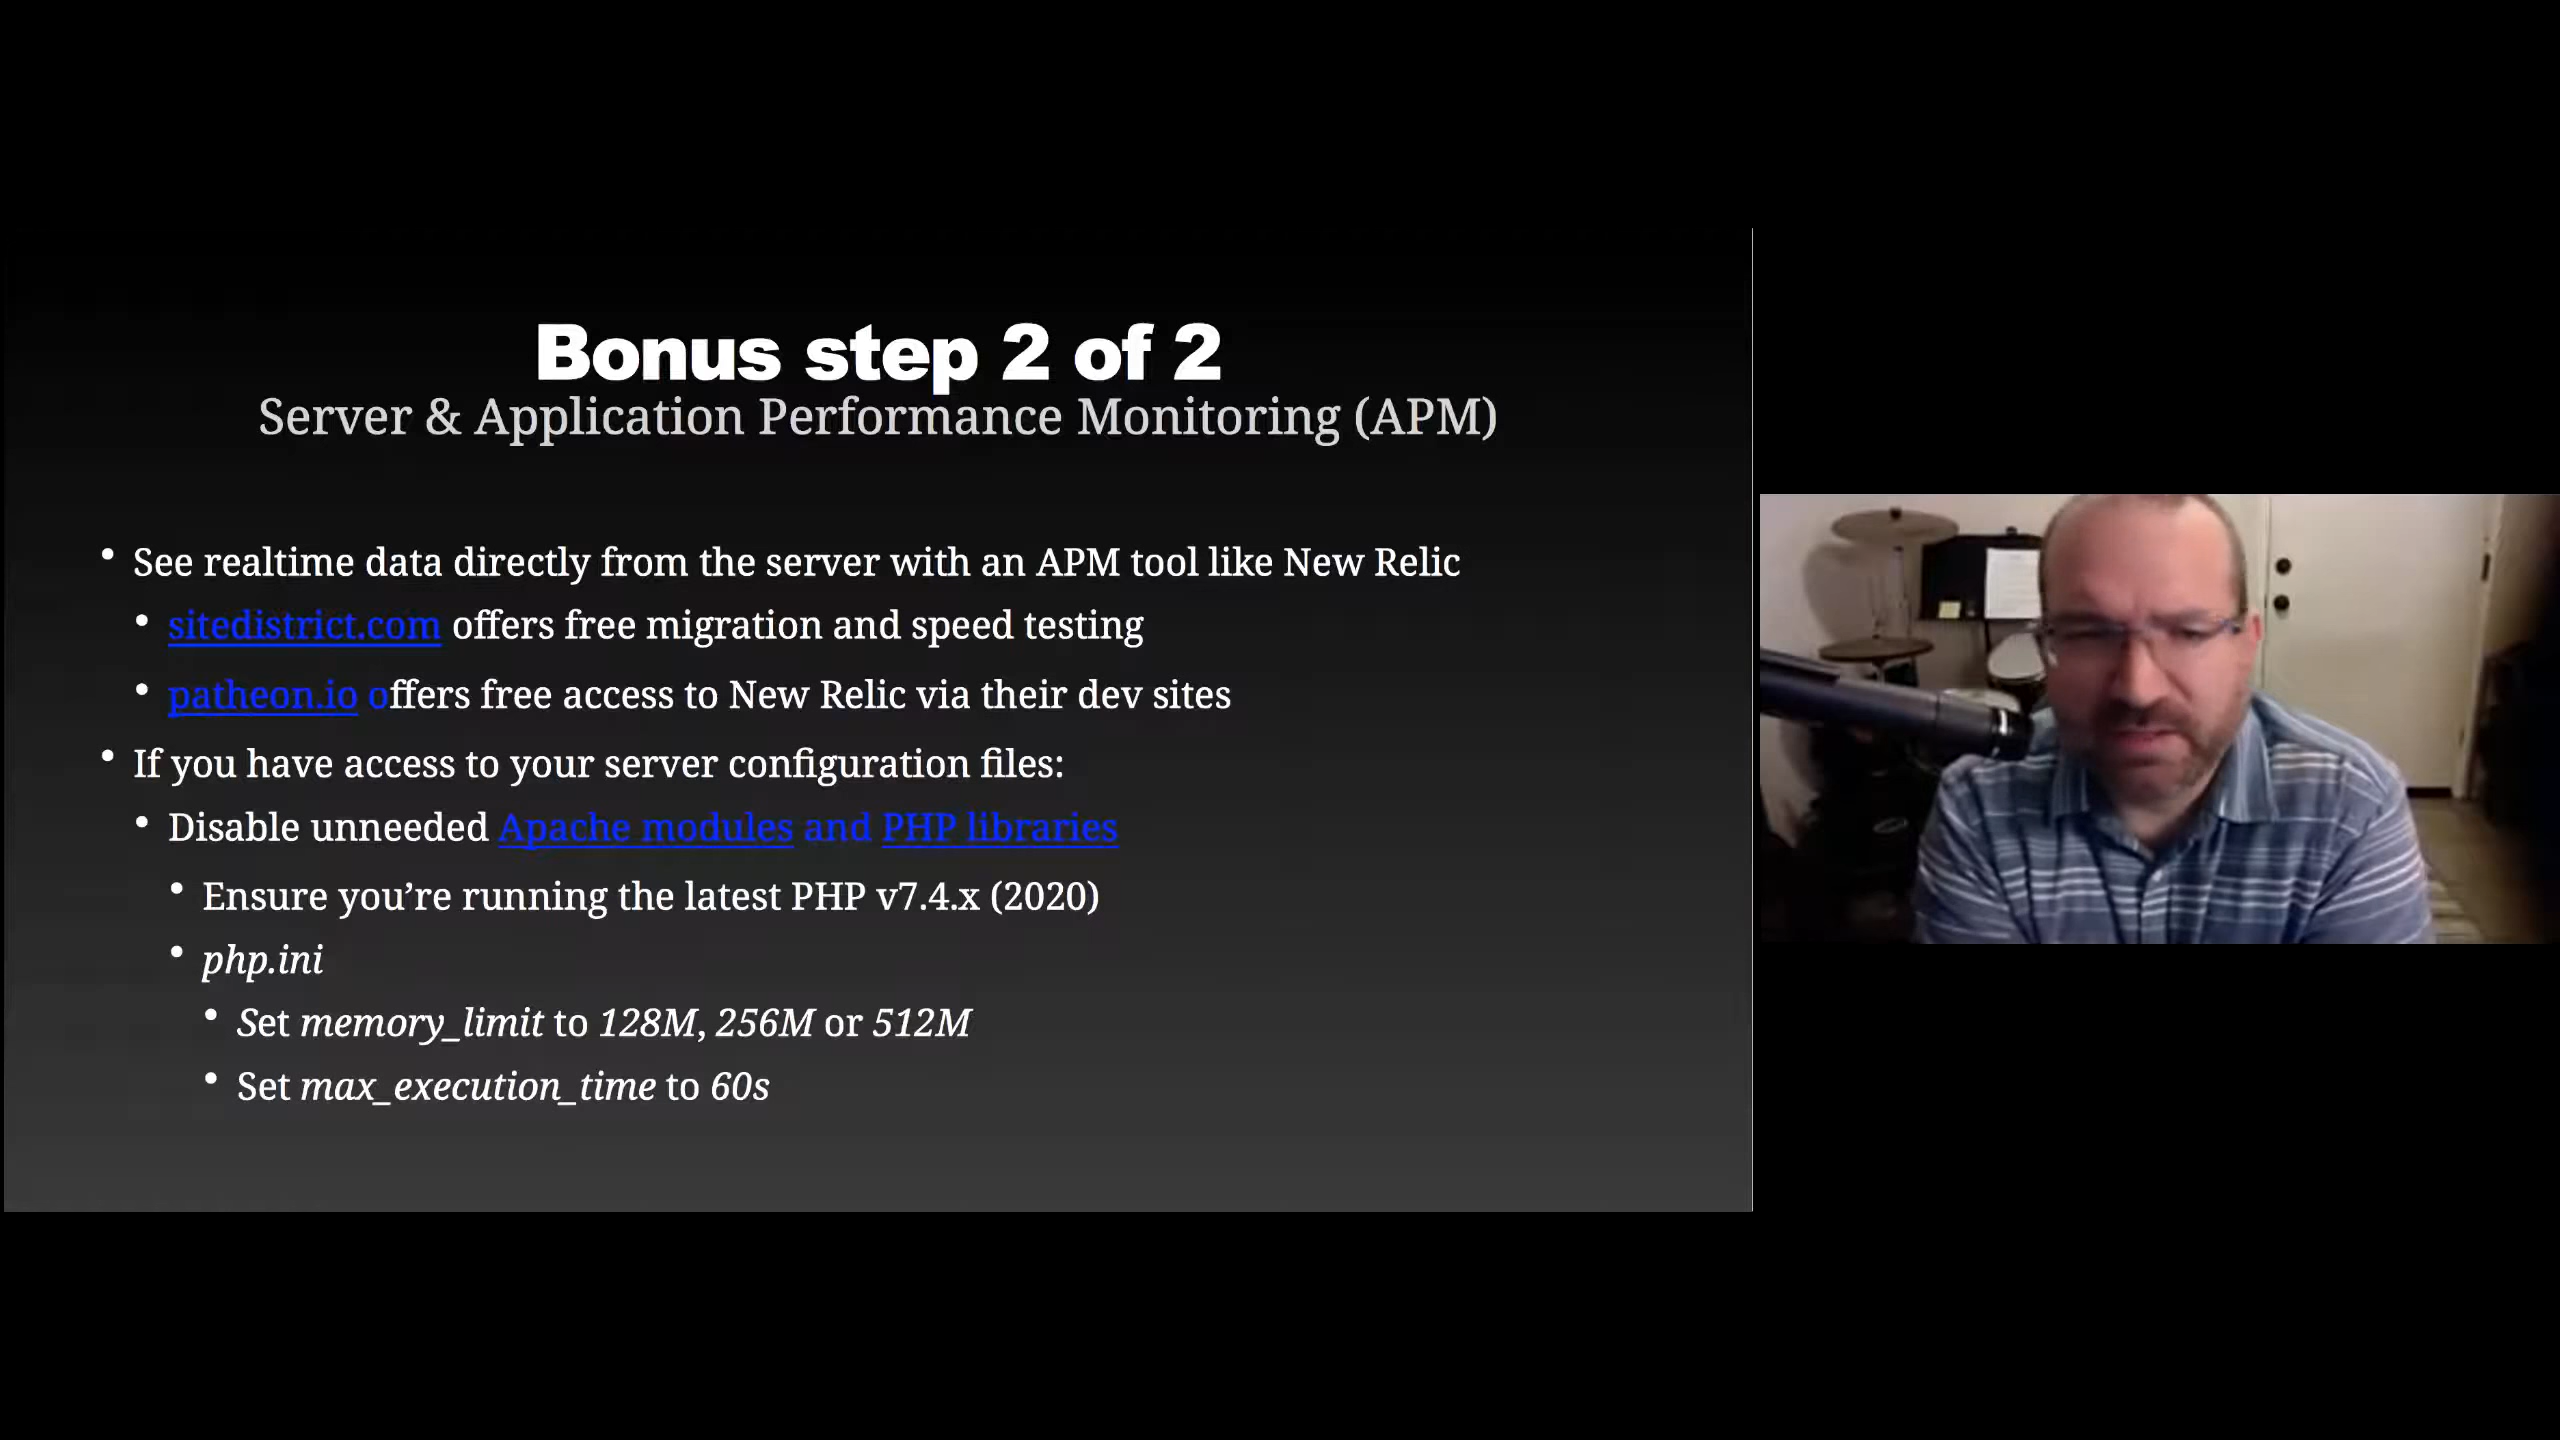 Bonus step 2 of 2
Server & Application Performance Monitoring (APM)
• See realtime data directly from the server with an APM tool like New Relic
• sitedistrict.com offers free migration and speed testing
• patheon.io offers free access to New Relic via their dev sites
• If you have access to your server configuration files:
• Disable unneeded Apache modules and PHP libraries
• Ensure you’re running the latest PHP v7.4.x (2020)
• php.ini
• Set memory_limit to 128M, 256M or 512M
• Set max_execution_time to 60s